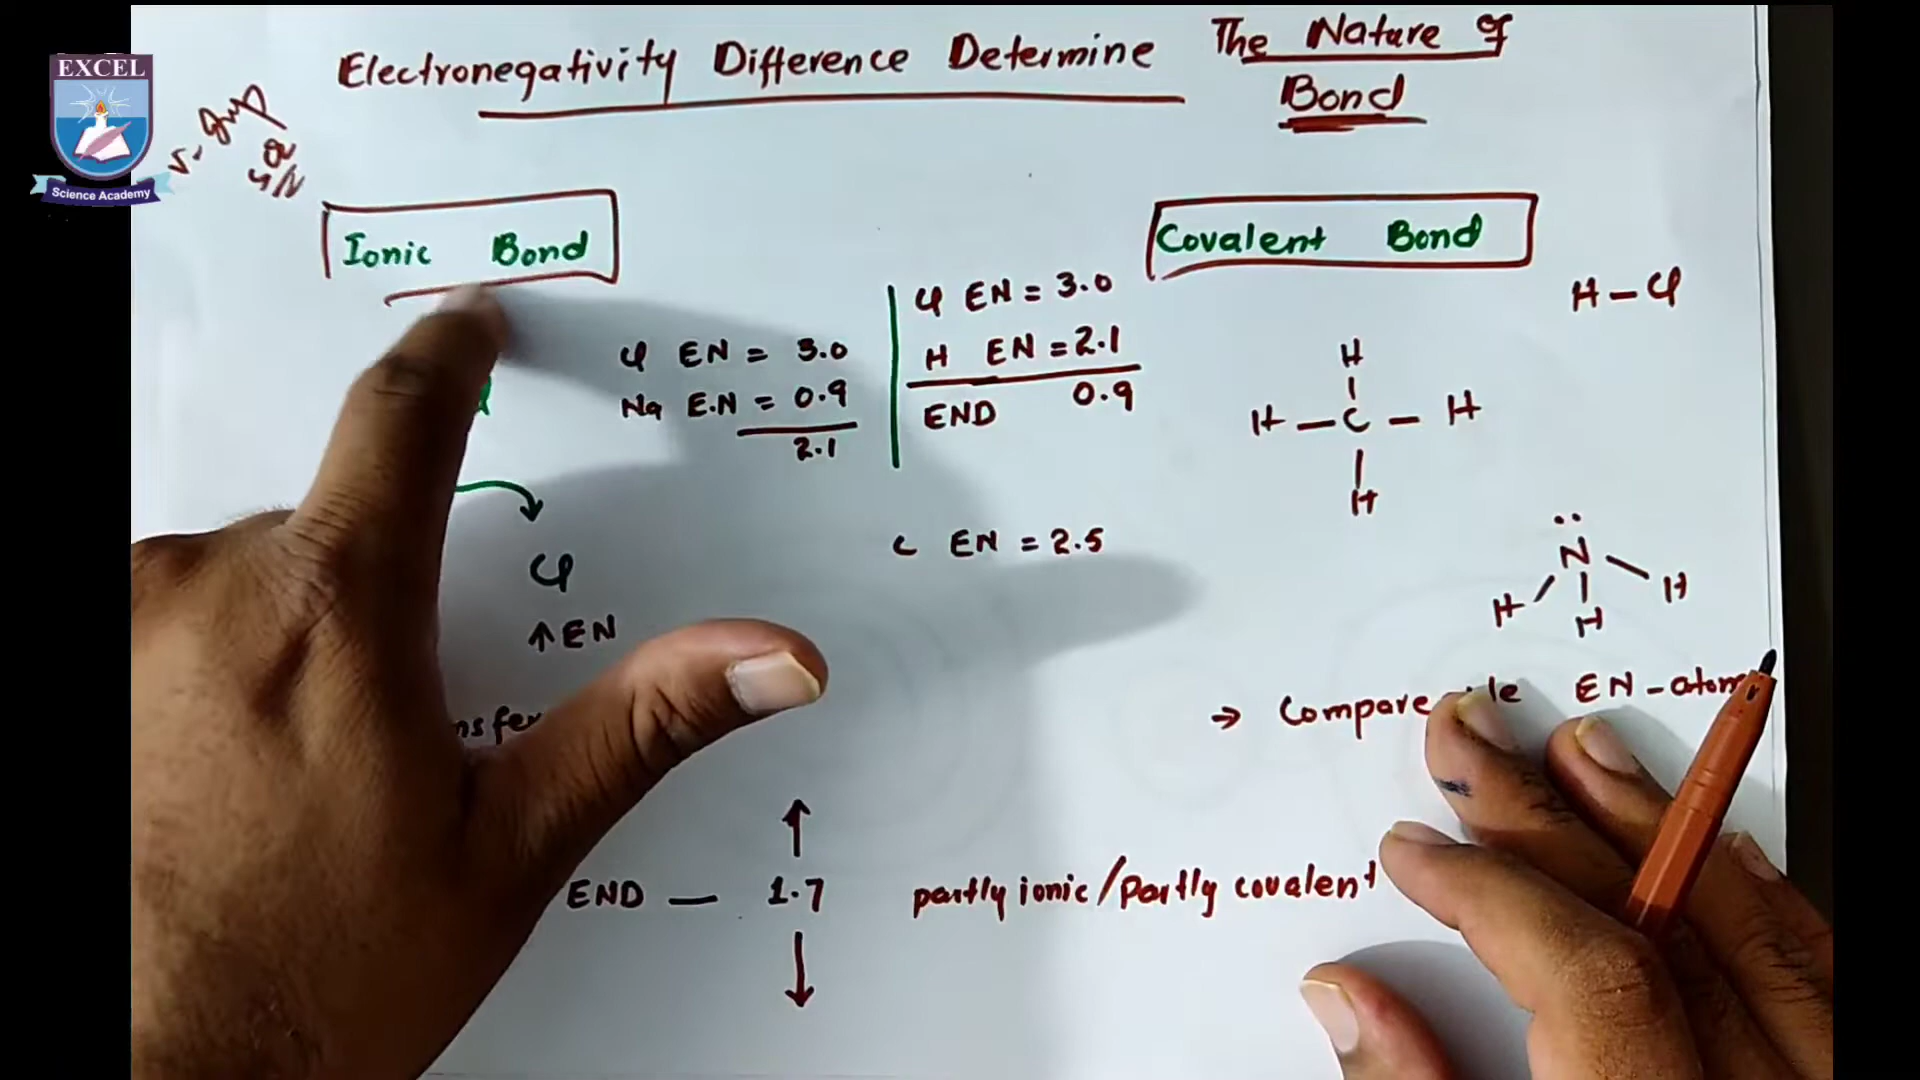 EXCEL
Science Academy
Electronegativity Difference Determine The Nature of
Bond
Ionic Bond
Covalent Bond
Cl EN = 3.0
Na E.N = 0.9
2.1
Cl EN = 3.0
H EN = 2.1
END 0.9
H - Cl
H
H - C - H
H
C EN = 2.5
Cl
↑ EN
N
H H H
→ Compare
EN - atoms
END — 1.7 partly ionic/Partly covalent